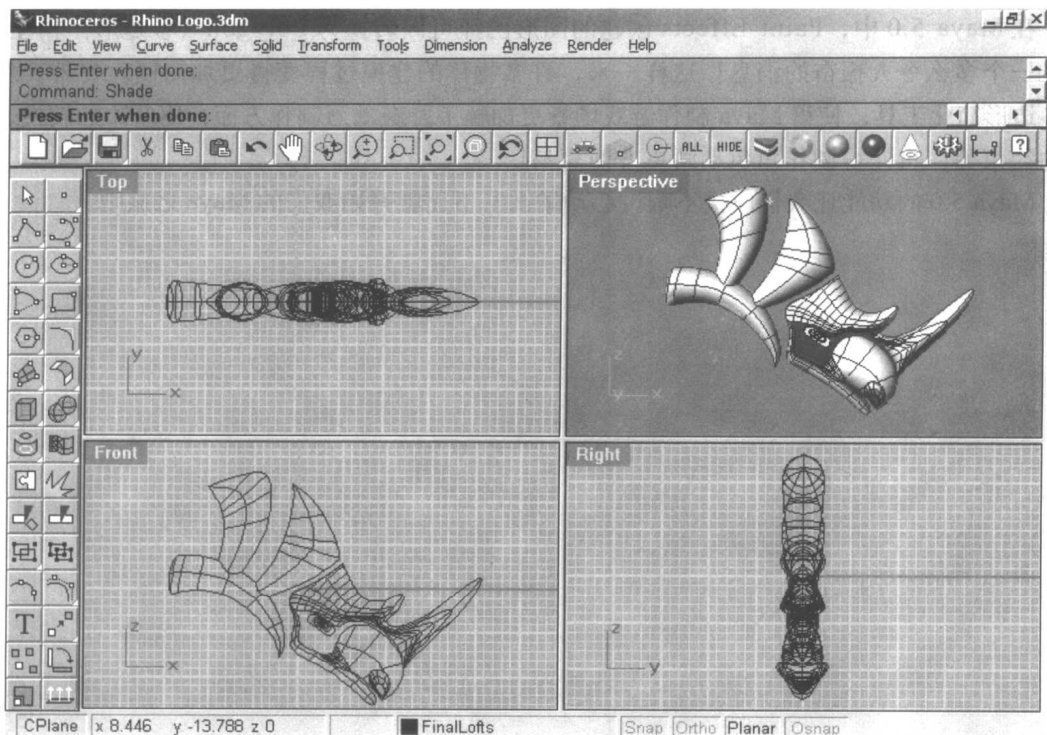 Rhinoceros - Rhino Logo.3dm
File Edit View Curve Surface Solid Transform Tools Dimension Analyze Render Help
Press Enter when done:
Command: Shade
Press Enter when done:
ALL HIDE
Top
Perspective
y
x
z
y x
Front
Right
T
z
x
z
y
CPlane x 8.446 y -13.788 z 0 FinalLofts Snap Ortho Planar Osnap